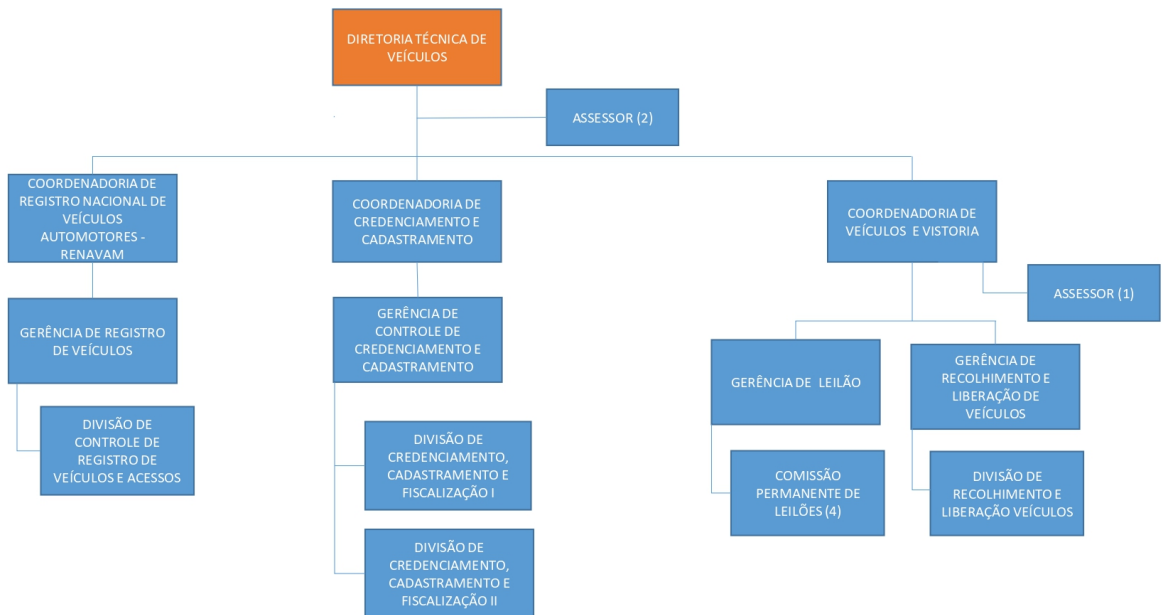 DIRETORIA TÉCNICA DE
VEÍCULOS
ASSESSOR (2)
COORDENADORIA DE
REGISTRO NACIONAL DE
VEÍCULOS
AUTOMOTORES -
RENAVAM
COORDENADORIA DE
CREDENCIAMENTO E
CADASTRAMENTO
COORDENADORIA DE
VEÍCULOS E VISTORIA
ASSESSOR (1)
GERÊNCIA DE REGISTRO
DE VEÍCULOS
GERÊNCIA DE
CONTROLE DE
CREDENCIAMENTO E
CADASTRAMENTO
GERÊNCIA DE LEILÃO
GERÊNCIA DE
RECOLHIMENTO E
LIBERAÇÃO DE
VEÍCULOS
DIVISÃO DE
CONTROLE DE
REGISTRO DE
VEÍCULOS E ACESSOS
DIVISÃO DE
CREDENCIAMENTO,
CADASTRAMENTO E
FISCALIZAÇÃO I
COMISSÃO
PERMANENTE DE
LEILÕES (4)
DIVISÃO DE
RECOLHIMENTO E
LIBERAÇÃO VEÍCULOS
DIVISÃO DE
CREDENCIAMENTO,
CADASTRAMENTO E
FISCALIZAÇÃO II